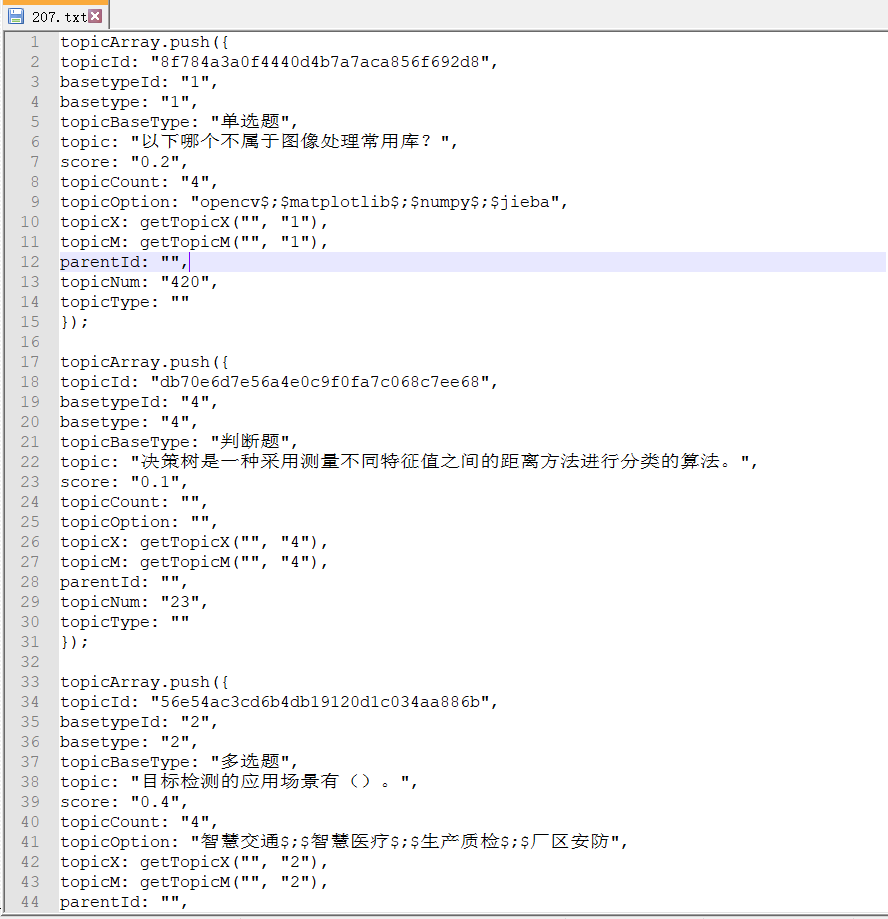 207.txt
1 topicArray.push({
2 topicId: "8f784a3a0f4440d4b7a7aca856f692d8",
3 basetypeId: "1",
4 basetype: "1",
5 topicBaseType: "单选题",
6 topic: "以下哪个不属于图像处理常用库？",
7 score: "0.2",
8 topicCount: "4",
9 topicOption: "opencv$;$matplotlib$;$numpy$;$jieba",
10 topicX: getTopicX("", "1"),
11 topicM: getTopicM("", "1"),
12 parentId: "",
13 topicNum: "420",
14 topicType: ""
15 });
16
17 topicArray.push({
18 topicId: "db70e6d7e56a4e0c9f0fa7c068c7ee68",
19 basetypeId: "4",
20 basetype: "4",
21 topicBaseType: "判断题",
22 topic: "决策树是一种采用测量不同特征值之间的距离方法进行分类的算法。",
23 score: "0.1",
24 topicCount: "",
25 topicOption: "",
26 topicX: getTopicX("", "4"),
27 topicM: getTopicM("", "4"),
28 parentId: "",
29 topicNum: "23",
30 topicType: ""
31 });
32
33 topicArray.push({
34 topicId: "56e54ac3cd6b4db19120d1c034aa886b",
35 basetypeId: "2",
36 basetype: "2",
37 topicBaseType: "多选题",
38 topic: "目标检测的应用场景有（）。",
39 score: "0.4",
40 topicCount: "4",
41 topicOption: "智慧交通$;$智慧医疗$;$生产质检$;$厂区安防",
42 topicX: getTopicX("", "2"),
43 topicM: getTopicM("", "2"),
44 parentId: "",